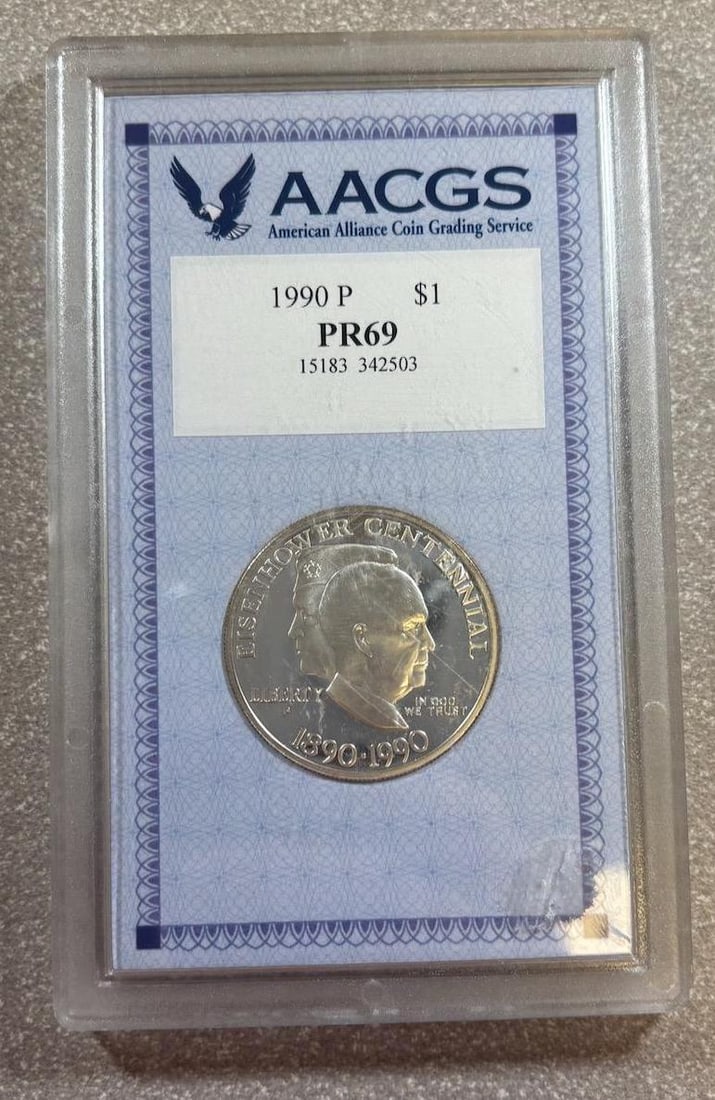 AACGS
American Alliance Coin Grading Service
1990 P $1
PR69
15183 342503
EISENHOWER CENTENNIAL
LIBERTY
P
IN GOD
WE TRUST
1890·1990